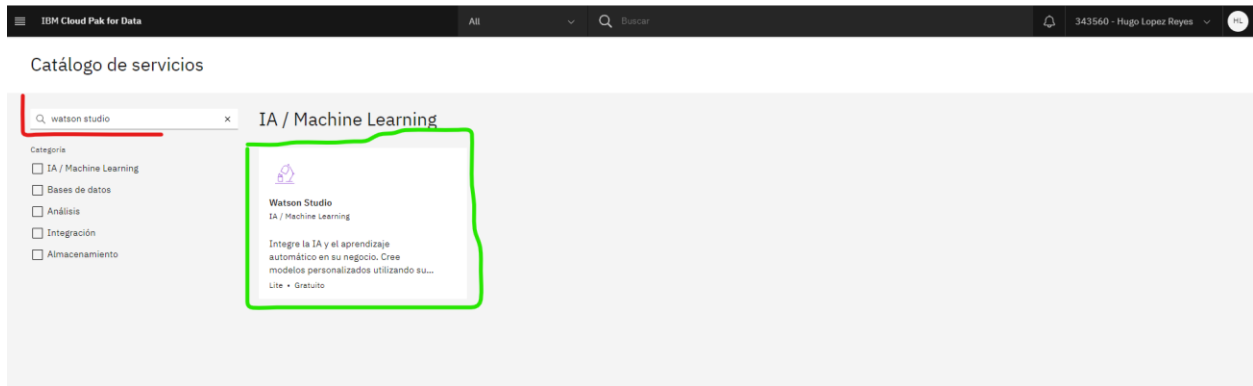 IBM Cloud Pak for Data
All
Buscar
343560 - Hugo Lopez Reyes
HL
Catálogo de servicios
watson studio
Categoría
IA / Machine Learning
Bases de datos
Análisis
Integración
Almacenamiento
IA / Machine Learning
Watson Studio
IA / Machine Learning
Integre la IA y el aprendizaje
automático en su negocio. Cree
modelos personalizados utilizando su...
Lite • Gratuito